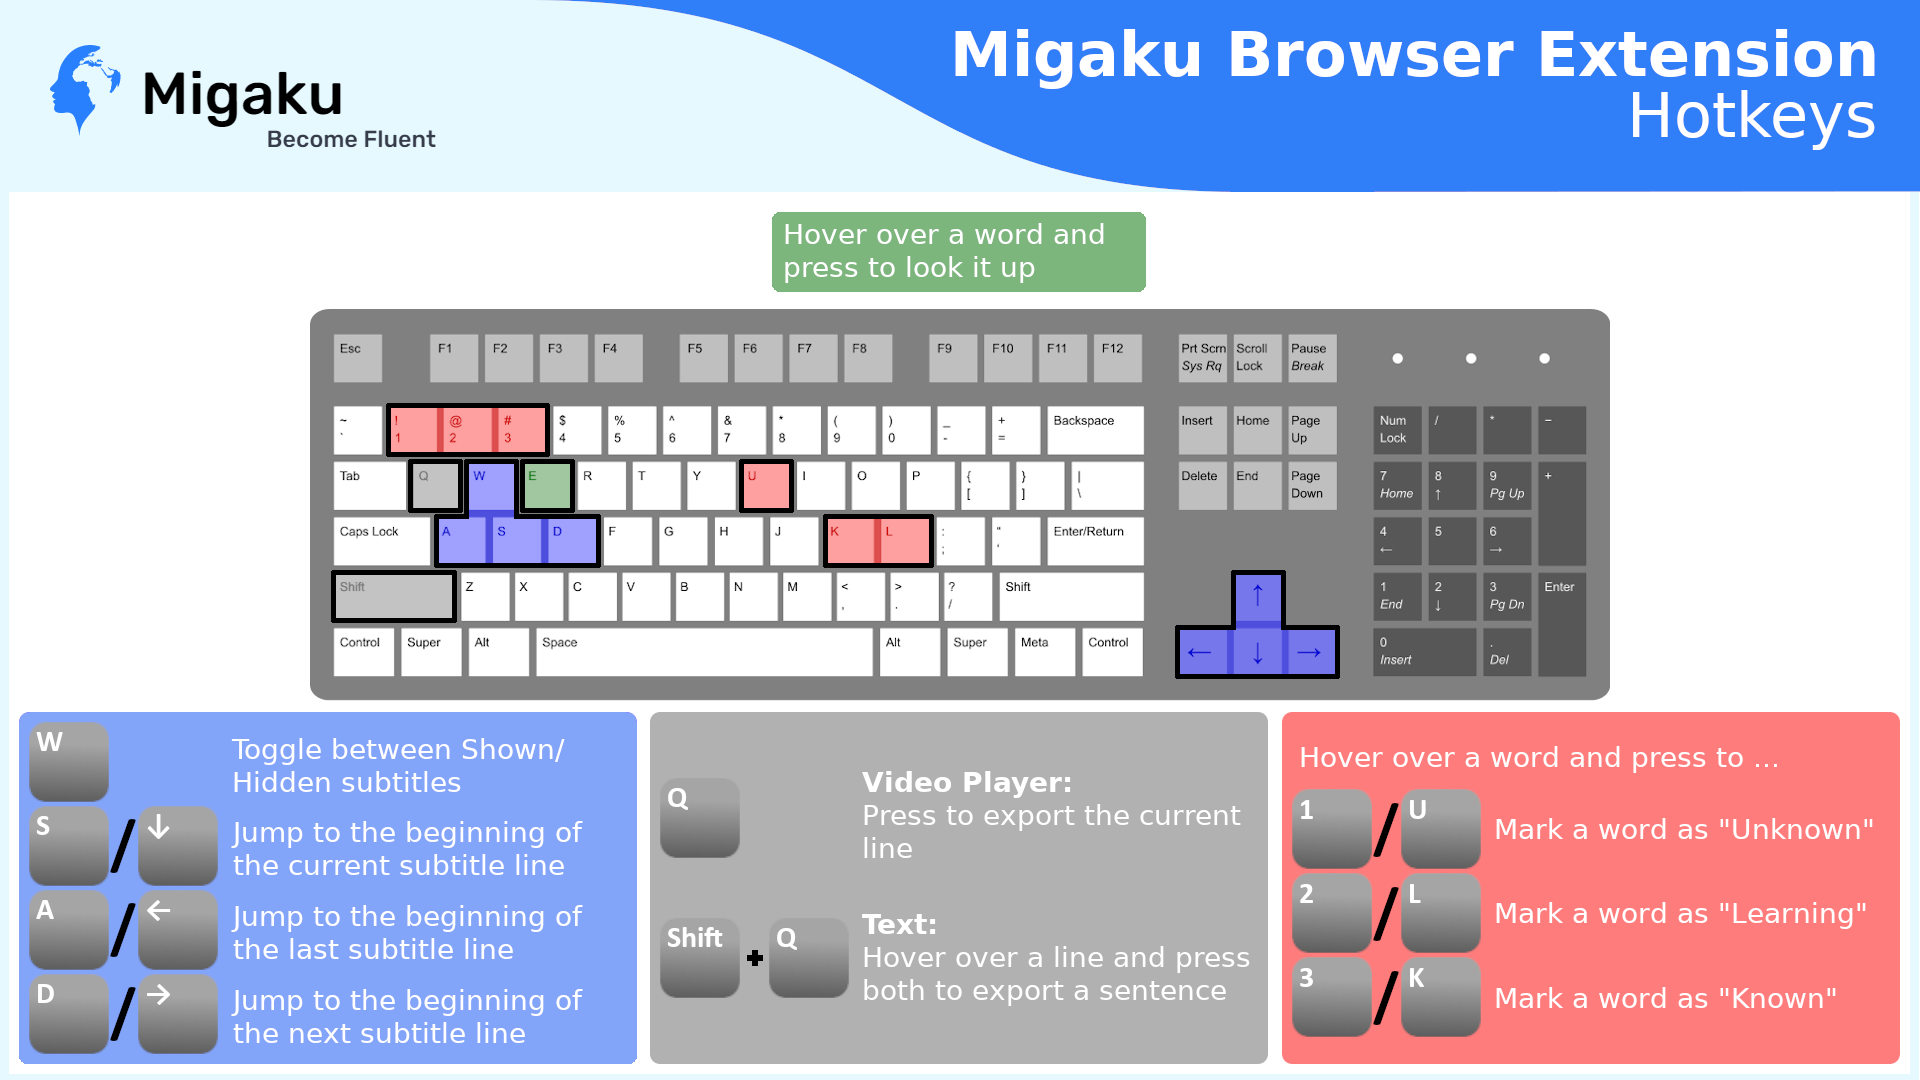 Migaku
Become Fluent
Migaku Browser Extension
Hotkeys
Hover over a word and
press to look it up
Esc F1 F2 F3 F4 F5 F6 F7 F8 F9 F10 F11 F12 Prt Scrn Scroll Pause
Sys Rq Lock Break
~ ! @ # $ % ^ & * ( ) _ + Backspace Insert Home Page Num / * −
` 1 2 3 4 5 6 7 8 9 0 - = Up Lock
Tab Q W E R T Y U I O P { } | Delete End Page 7 8 9 +
[ ] \ Down Home ↑ Pg Up
Caps Lock A S D F G H J K L : " Enter/Return 4 5 6
; ' ← →
Shift Z X C V B N M < > ? Shift ↑ 1 2 3 Enter
, . / End ↓ Pg Dn
Control Super Alt Space Alt Super Meta Control ← ↓ → 0 .
Insert Del
W
Toggle between Shown/
Hidden subtitles
S / ↓
Jump to the beginning of
the current subtitle line
A / ←
Jump to the beginning of
the last subtitle line
D / →
Jump to the beginning of
the next subtitle line
Q
Video Player:
Press to export the current
line
Shift + Q
Text:
Hover over a line and press
both to export a sentence
Hover over a word and press to ...
1 / U Mark a word as "Unknown"
2 / L Mark a word as "Learning"
3 / K Mark a word as "Known"